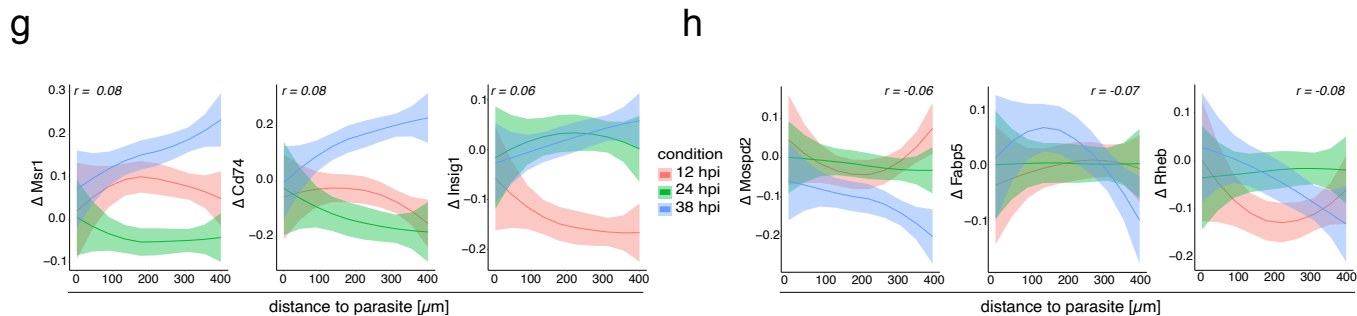 g
h
r = 0.08
r = 0.08
r = 0.06
r = -0.06
r = -0.07
r = -0.08
Δ Msr1
0.3
0.2
0.1
0.0
-0.1
0 100 200 300 400
Δ Cd74
0.2
0.0
-0.2
0 100 200 300 400
Δ Insig1
0.1
0.0
-0.1
-0.2
0 100 200 300 400
condition
12 hpi
24 hpi
38 hpi
distance to parasite [µm]
Δ Mospd2
0.1
0.0
-0.1
-0.2
0 100 200 300 400
Δ Fabp5
0.1
0.0
-0.1
0 100 200 300 400
Δ Rheb
0.1
0.0
-0.1
-0.2
0 100 200 300 400
distance to parasite [µm]